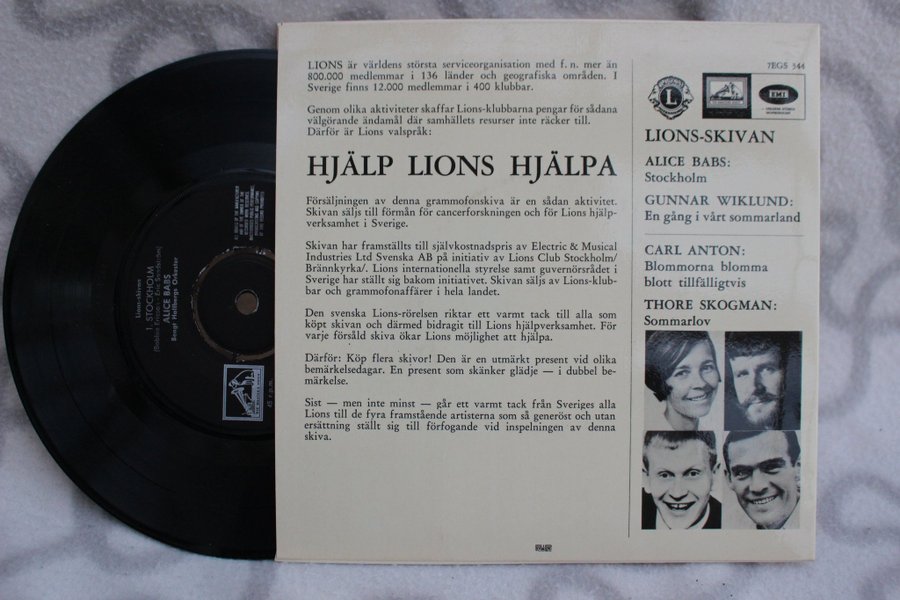 LIONS är världens största serviceorganisation med f. n. mer än
800.000 medlemmar i 136 länder och geografiska områden. I
Sverige finns 12.000 medlemmar i 400 klubbar.
Genom olika aktiviteter skaffar Lions-klubbarna pengar för sådana
välgörande ändamål där samhällets resurser inte räcker till.
Därför är Lions valspråk:
HJÄLP LIONS HJÄLPA
Försäljningen av denna grammofonskiva är en sådan aktivitet.
Skivan säljs till förmån för cancerforskningen och för Lions hjälp-
verksamhet i Sverige.
Skivan har framställts till självkostnadspris av Electric & Musical
Industries Ltd Svenska AB på initiativ av Lions Club Stockholm/
Brännkyrka/. Lions internationella styrelse samt guvernörsrådet i
Sverige har ställt sig bakom initiativet. Skivan säljs av Lions-klub-
bar och grammofonaffärer i hela landet.
Den svenska Lions-rörelsen riktar ett varmt tack till alla som
köpt skivan och därmed bidragit till Lions hjälpverksamhet. För
varje försåld skiva ökar Lions möjlighet att hjälpa.
Därför: Köp flera skivor! Den är en utmärkt present vid olika
bemärkelsedagar. En present som skänker glädje — i dubbel be-
märkelse.
Sist — men inte minst — går ett varmt tack från Sveriges alla
Lions till de fyra framstående artisterna som så generöst och utan
ersättning ställt sig till förfogande vid inspelningen av denna
skiva.
7EGS 344
L
EMI
LIONS-SKIVAN
ALICE BABS:
Stockholm
GUNNAR WIKLUND:
En gång i vårt sommarland
CARL ANTON:
Blommorna blomma
blott tillfälligtvis
THORE SKOGMAN:
Sommarlov
Lions-skivan
1. STOCKHOLM
ALICE BABS
Bengt Hallbergs Orkester
45 r.p.m.